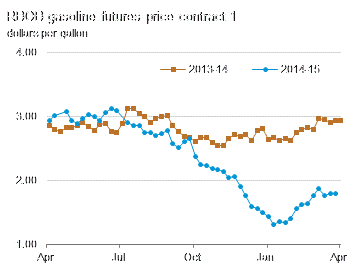 RBOB gasoline futures price contract 1
dollars per gallon
4.00
2013-14
2014-15
3.00
2.00
1.00
Apr
Jul
Oct
Jan
Apr